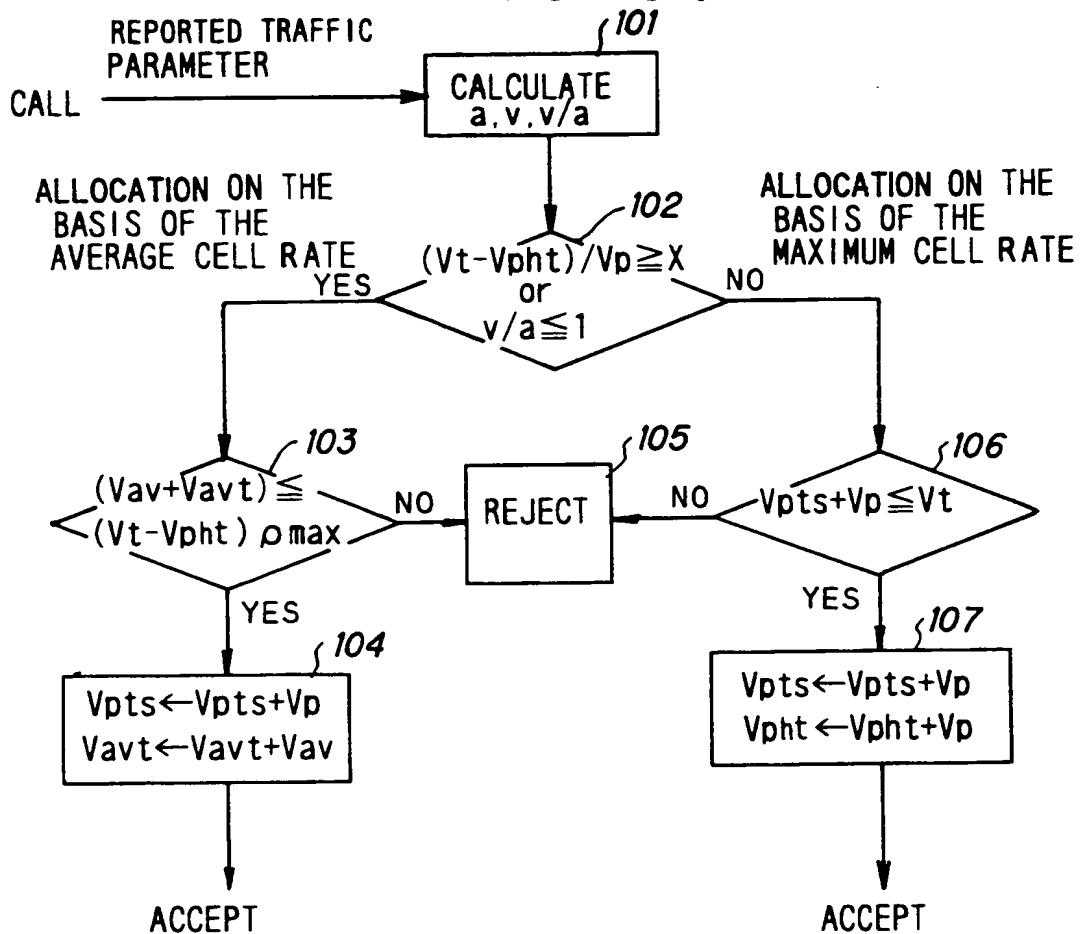 REPORTED TRAFFIC
PARAMETER
CALL
101
CALCULATE
a,v,v/a
ALLOCATION ON THE
BASIS OF THE
AVERAGE CELL RATE
ALLOCATION ON THE
BASIS OF THE
MAXIMUM CELL RATE
102
(Vt-Vpht)/Vp≧X
or
v/a≦1
YES
NO
103
(Vav+Vavt)≦
(Vt-Vpht)ρmax
NO
105
REJECT
NO
106
Vpts+Vp≦Vt
YES
YES
104
Vpts←Vpts+Vp
Vavt←Vavt+Vav
107
Vpts←Vpts+Vp
Vpht←Vpht+Vp
ACCEPT
ACCEPT